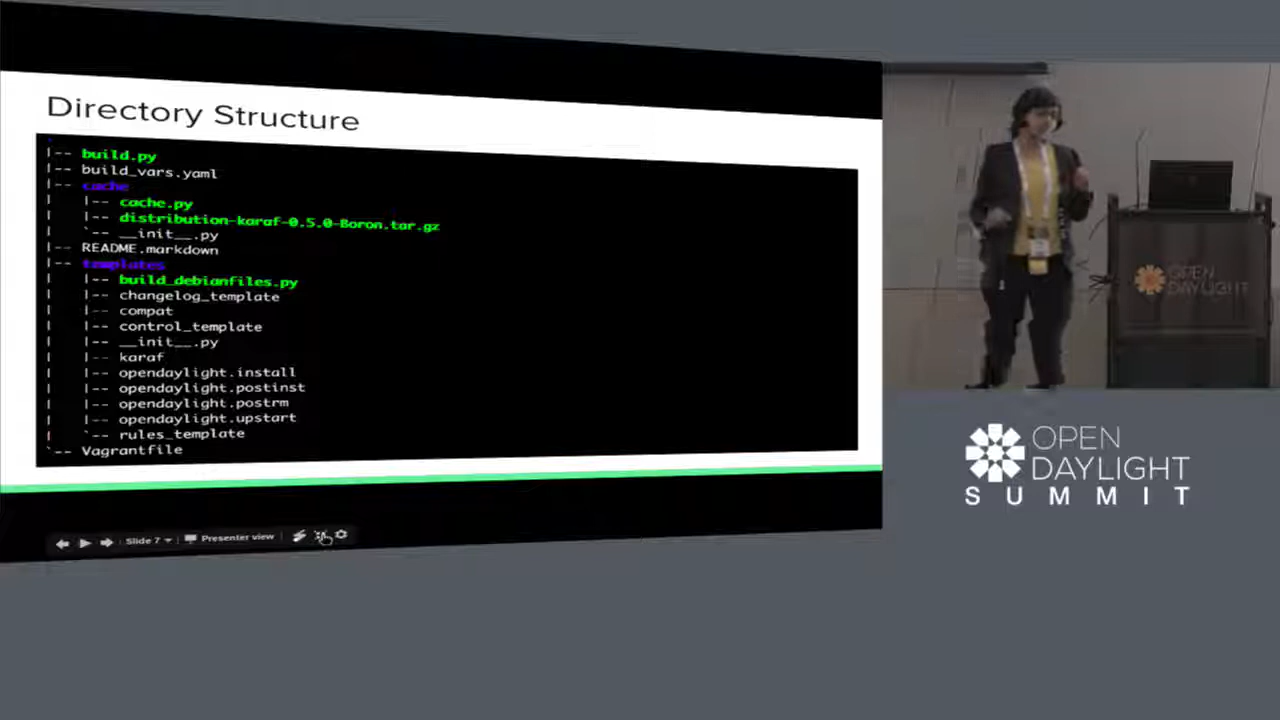 Directory Structure
|-- build.py
|-- build_vars.yaml
|-- cache
|   |-- cache.py
|   |-- distribution-karaf-0.5.0-Boron.tar.gz
|   `-- __init__.py
|-- README.markdown
|-- templates
|   |-- build_debianfiles.py
|   |-- changelog_template
|   |-- compat
|   |-- control_template
|   |-- __init__.py
|   |-- karaf
|   |-- opendaylight.install
|   |-- opendaylight.postinst
|   |-- opendaylight.postrm
|   |-- opendaylight.upstart
|   `-- rules_template
`-- Vagrantfile
Slide 7
Presenter view
OPEN
DAYLIGHT
OPEN
DAYLIGHT
SUMMIT